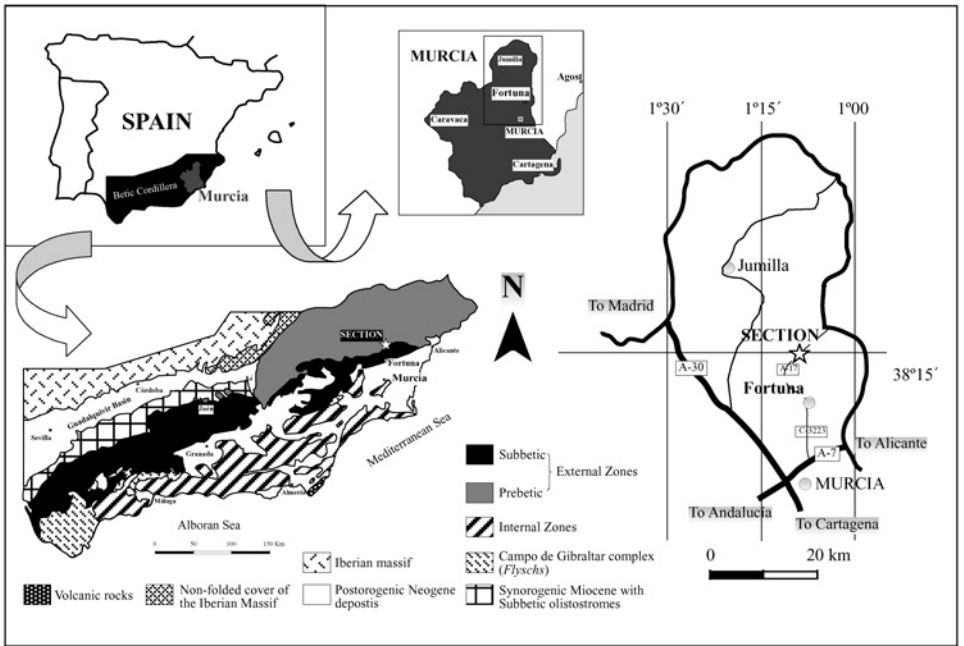 SPAIN
Betic Cordillera
Murcia
MURCIA
Jumilla
Agost
Fortuna
Caravaca
MURCIA
Cartagena
1º30´ 1º15´ 1º00´
Jumilla
To Madrid
SECTION
A-30
A-17
38º15´
Fortuna
C-3223
To Alicante
A-7
MURCIA
To Andalucía
To Cartagena
0 20 km
N
SECTION
Alicante
Fortuna
Murcia
Córdoba
Guadalquivir Basin
Jaén
Sevilla
Granada
Mediterranean Sea
Almería
Málaga
Alboran Sea
0 50 100 150 Km
Subbetic
External Zones
Prebetic
Internal Zones
Iberian massif
Campo de Gibraltar complex
(Flyschs)
Volcanic rocks
Non-folded cover of
the Iberian Massif
Postorogenic Neogene
depostis
Synorogenic Miocene with
Subbetic olistostromes